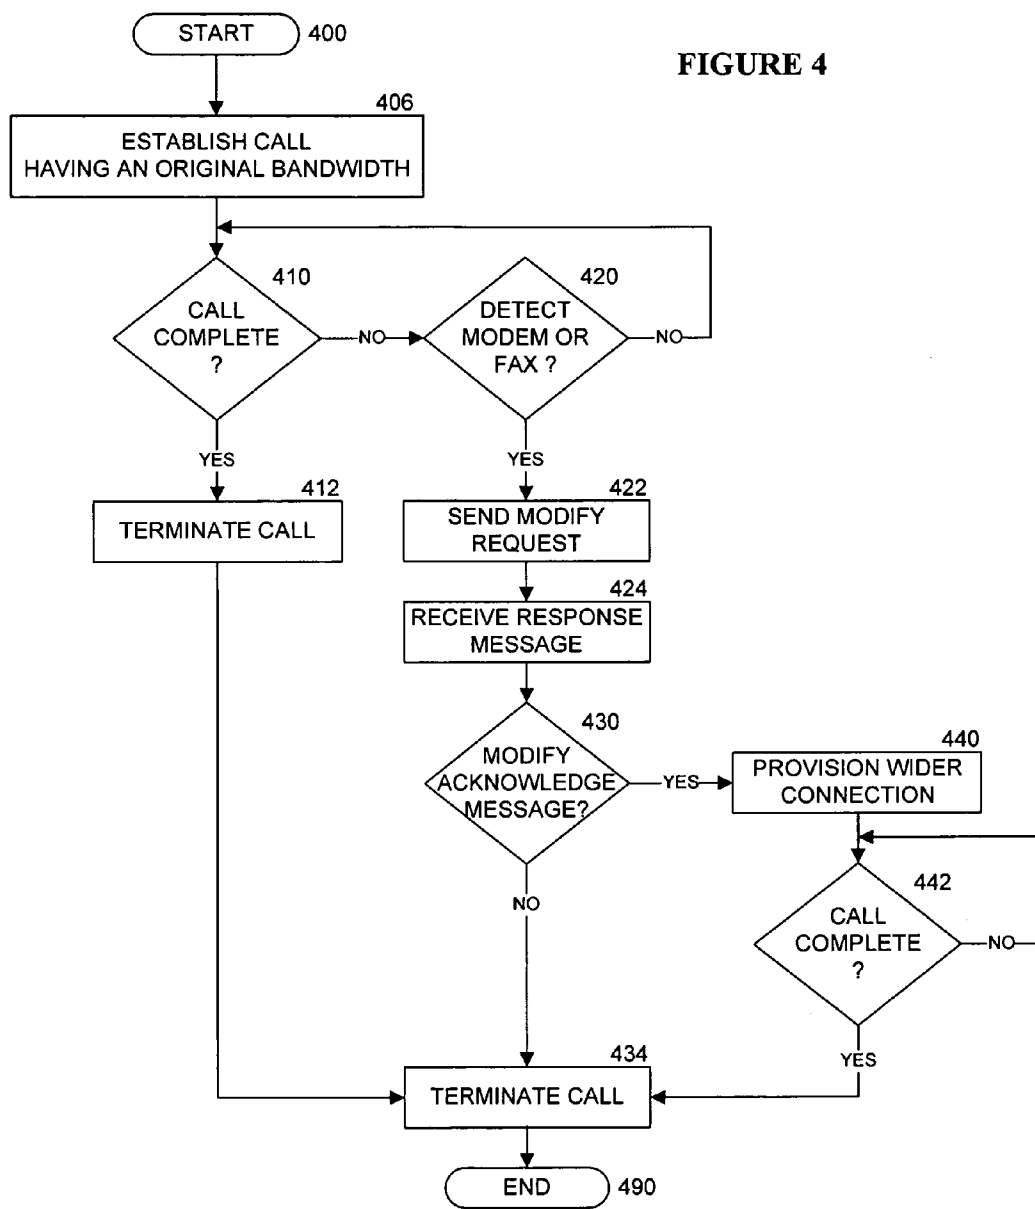 START
400
FIGURE 4
406
ESTABLISH CALL
HAVING AN ORIGINAL BANDWIDTH
410
CALL
COMPLETE
?
NO
420
DETECT
MODEM OR
FAX ?
NO
YES
YES
412
TERMINATE CALL
422
SEND MODIFY
REQUEST
424
RECEIVE RESPONSE
MESSAGE
430
MODIFY
ACKNOWLEDGE
MESSAGE?
YES
440
PROVISION WIDER
CONNECTION
NO
442
CALL
COMPLETE
?
NO
YES
434
TERMINATE CALL
END
490